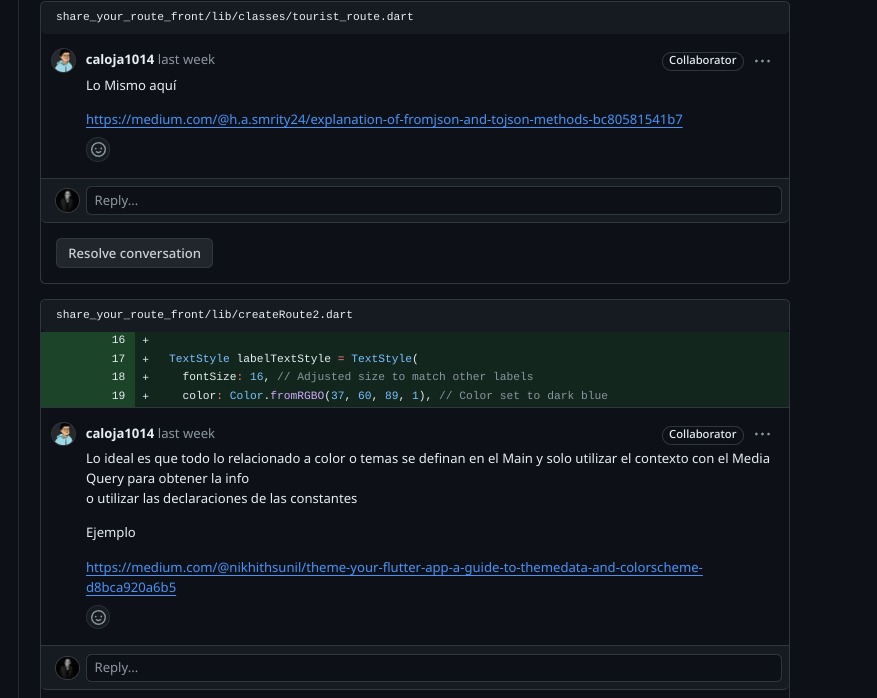 share_your_route_front/lib/classes/tourist_route.dart
caloja1014 last week
Collaborator
Lo Mismo aquí
https://medium.com/@h.a.smrity24/explanation-of-fromjson-and-tojson-methods-bc80581541b7
Reply...
Resolve conversation
share_your_route_front/lib/createRoute2.dart
16 +
17 + TextStyle labelTextStyle = TextStyle(
18 + fontSize: 16, // Adjusted size to match other labels
19 + color: Color.fromRGBO(37, 60, 89, 1), // Color set to dark blue
caloja1014 last week
Collaborator
Lo ideal es que todo lo relacionado a color o temas se definan en el Main y solo utilizar el contexto con el Media
Query para obtener la info
o utilizar las declaraciones de las constantes
Ejemplo
https://medium.com/@nikhithsunil/theme-your-flutter-app-a-guide-to-themedata-and-colorscheme-
d8bca920a6b5
Reply...